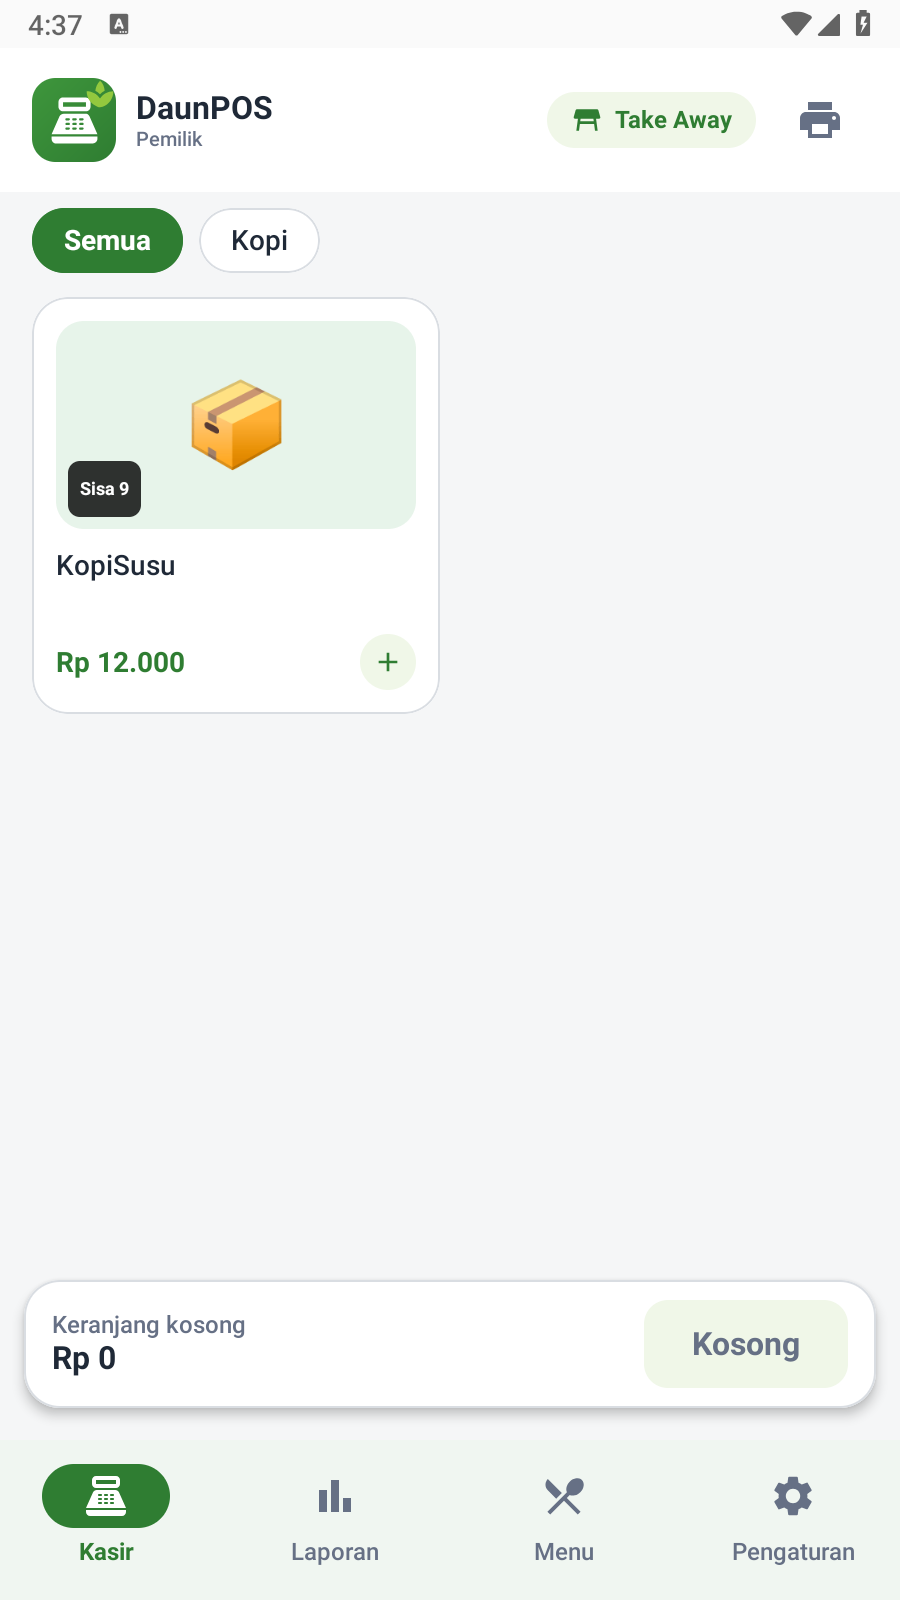 4:37
DaunPOS
Pemilik
Take Away
Semua
Kopi
Sisa 9
KopiSusu
Rp 12.000
Keranjang kosong
Rp 0
Kosong
Kasir
Laporan
Menu
Pengaturan